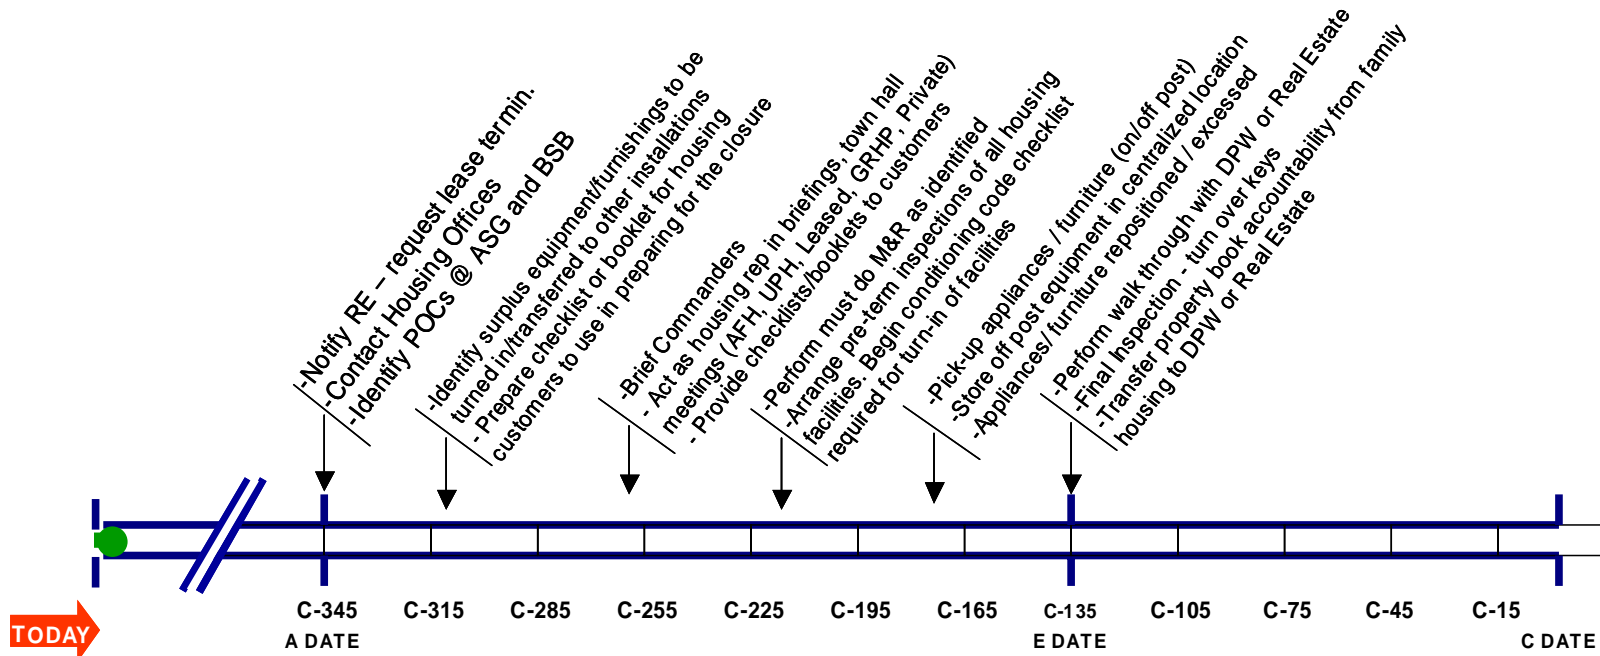 -Notify RE – request lease termin.
-Contact Housing Offices
-Identify POCs @ ASG and BSB
-Identify surplus equipment/furnishings to be
turned in/transferred to other installations
- Prepare checklist or booklet for housing
customers to use in preparing for the closure
-Brief Commanders
- Act as housing rep in briefings, town hall
meetings (AFH, UPH, Leased, GRHP, Private)
- Provide checklists/booklets to customers
-Perform must do M&R as identified
-Arrange pre-term inspections of all housing
facilities. Begin conditioning code checklist
required for turn-in of facilities
-Pick-up appliances / furniture (on/off post)
-Store off post equipment in centralized location
-Appliances/ furniture repositioned / excessed
-Perform walk through with DPW or Real Estate
-Final Inspection - turn over keys
-Transfer property book accountability from family
housing to DPW or Real Estate
C-345
C-315
C-285
C-255
C-225
C-195
C-165
C-135
C-105
C-75
C-45
C-15
TODAY
A DATE
E DATE
C DATE